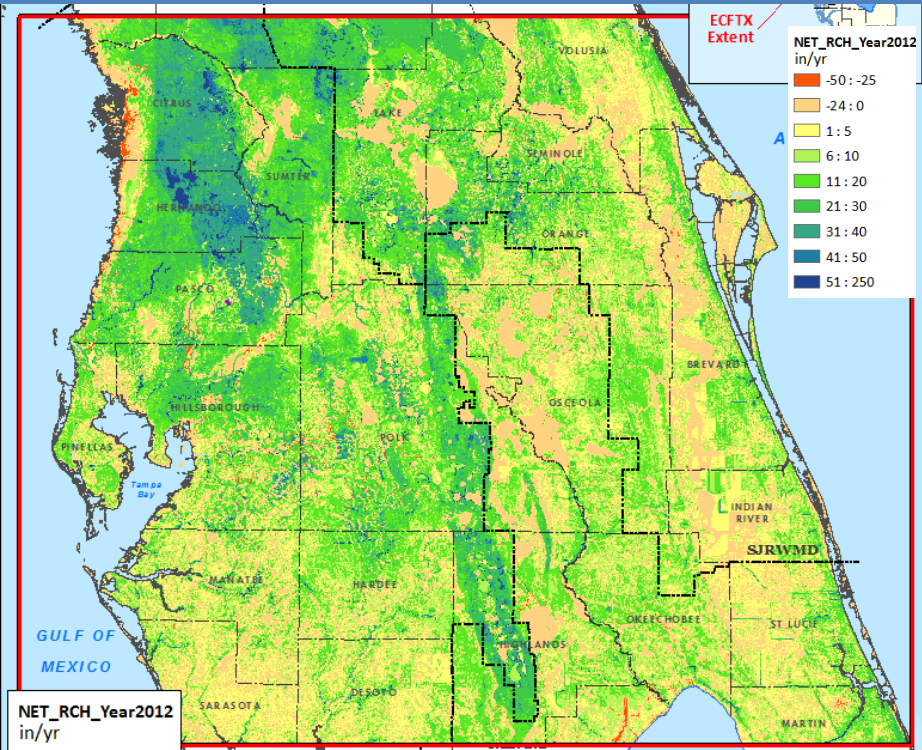 ECFTX
Extent
NET_RCH_Year2012
in/yr
-50 : -25
-24 : 0
1 : 5
6 : 10
11 : 20
21 : 30
31 : 40
41 : 50
51 : 250
A
VOLUSIA
CITRUS
LAKE
SEMINOLE
SUMTER
HERNANDO
ORANGE
PASCO
BREVARD
OSCEOLA
HILLSBOROUGH
POLK
PINELLAS
Tampa
Bay
INDIAN
RIVER
SJRWMD
MANATEE
HARDEE
OKEECHOBEE
ST LUCIE
GULF OF
MEXICO
HIGHLANDS
DESOTO
SARASOTA
MARTIN
NET_RCH_Year2012
in/yr